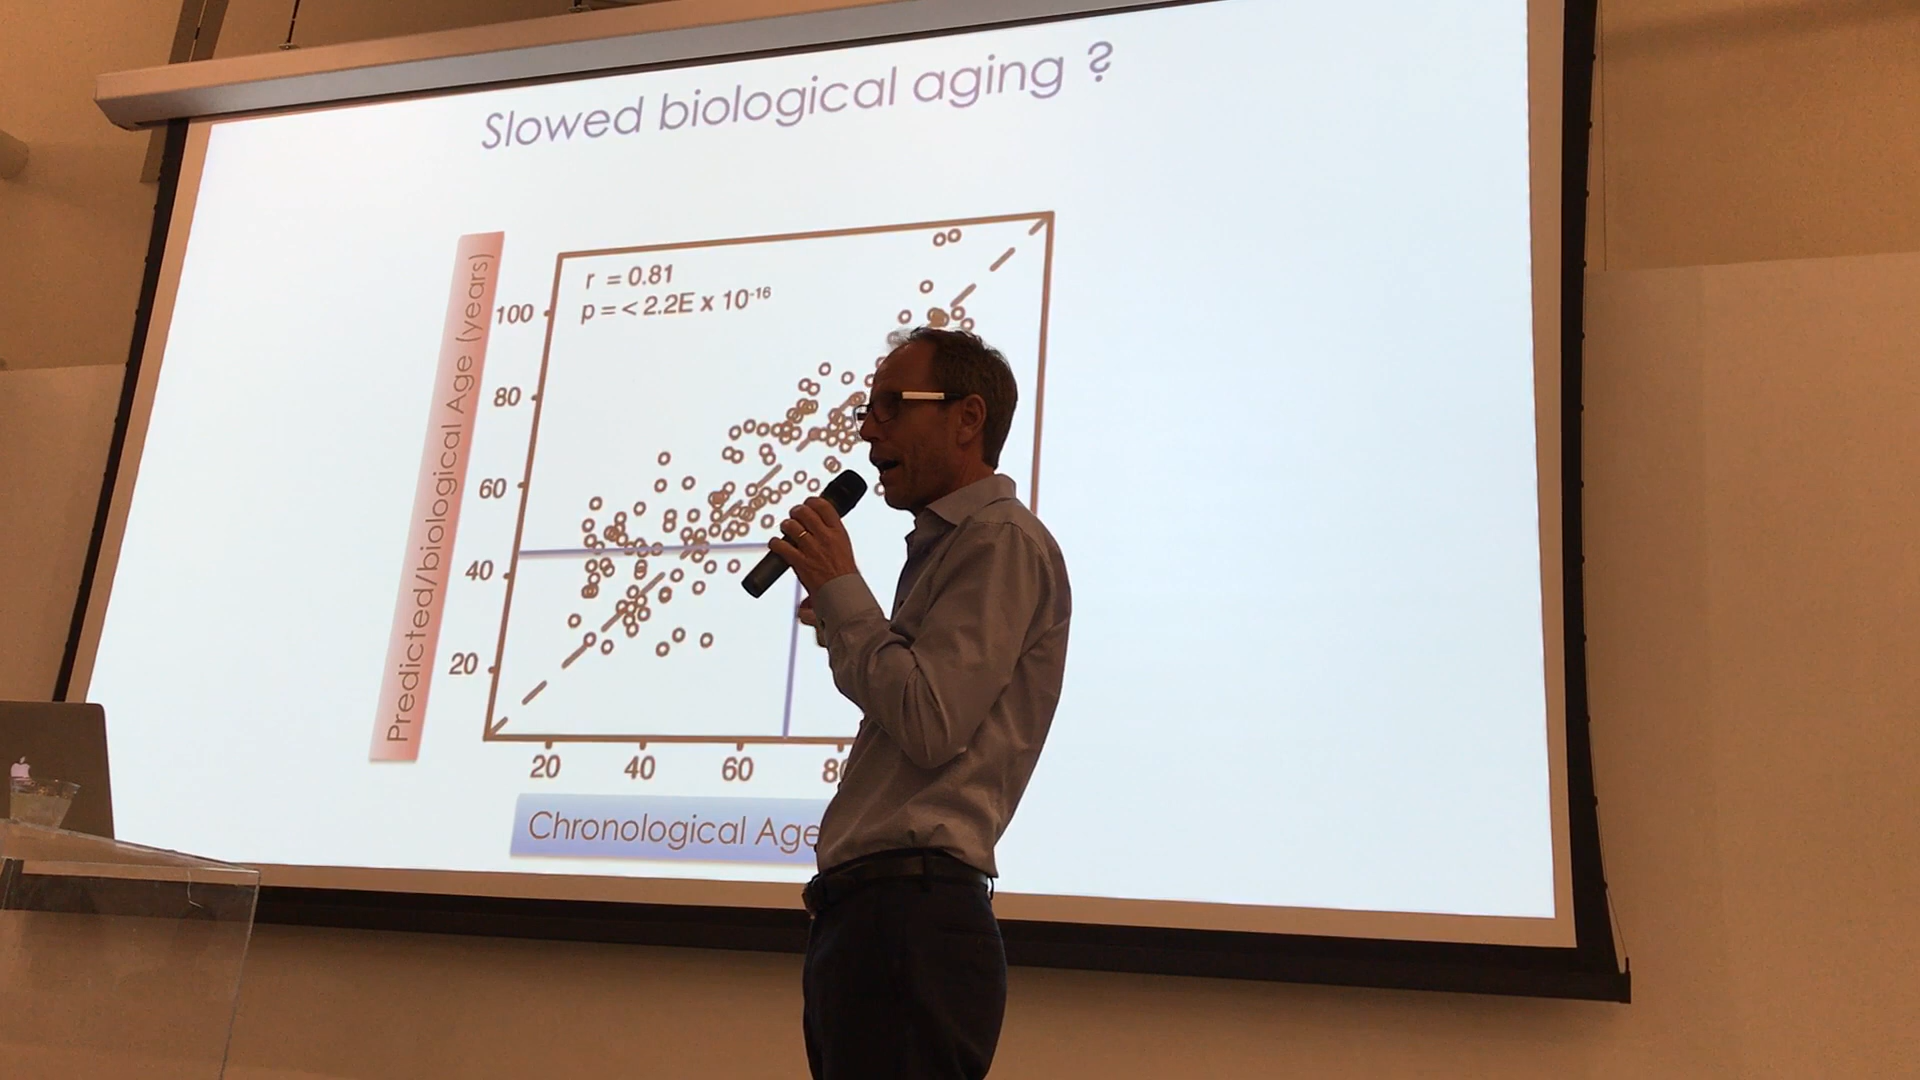 Slowed biological aging ?
r = 0.81
p = < 2.2E x 10-16
Predicted/biological Age (years)
100
80
60
40
20
20 40 60
Chronological Age